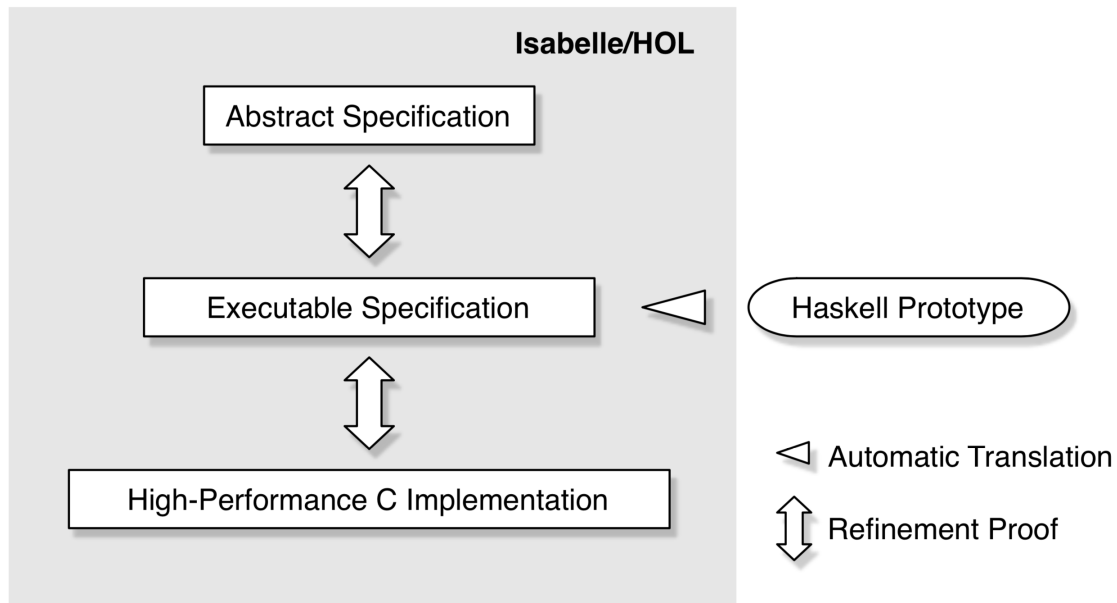 Isabelle/HOL
Abstract Specification
Executable Specification
Haskell Prototype
High-Performance C Implementation
Automatic Translation
Refinement Proof